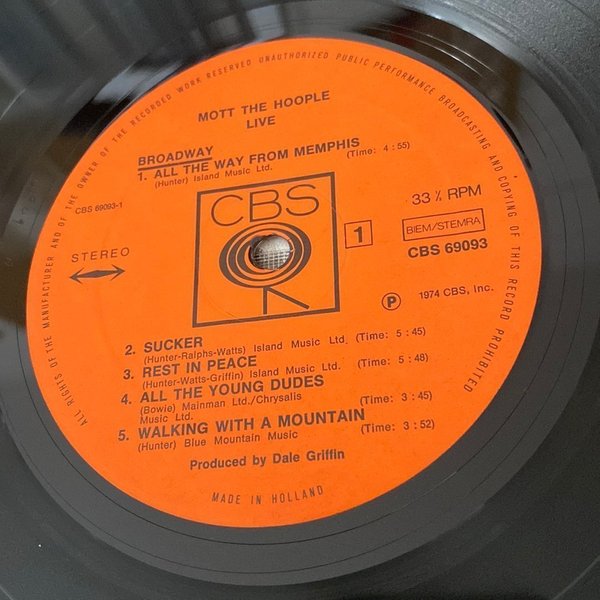 ALL RIGHTS OF THE MANUFACTURER AND OF THE OWNER OF THE RECORDED WORK RESERVED UNAUTHORIZED PUBLIC PERFORMANCE BROADCASTING AND COPYING OF THIS RECORD PROHIBITED
MOTT THE HOOPLE
LIVE
BROADWAY
1. ALL THE WAY FROM MEMPHIS (Time: 4:55)
(Hunter) Island Music Ltd.
CBS 69093-1
CBS
33⅓ RPM
STEREO
1
BIEM/STEMRA
CBS 69093
Ⓟ 1974 CBS, Inc.
2. SUCKER
(Hunter-Ralphs-Watts) Island Music Ltd. (Time: 5:45)
3. REST IN PEACE
(Hunter-Watts-Griffin) Island Music Ltd. (Time: 5:48)
4. ALL THE YOUNG DUDES
(Bowie) Mainman Ltd./Chrysalis
Music Ltd. (Time: 3:45)
5. WALKING WITH A MOUNTAIN
(Hunter) Blue Mountain Music (Time: 3:52)
Produced by Dale Griffin
MADE IN HOLLAND